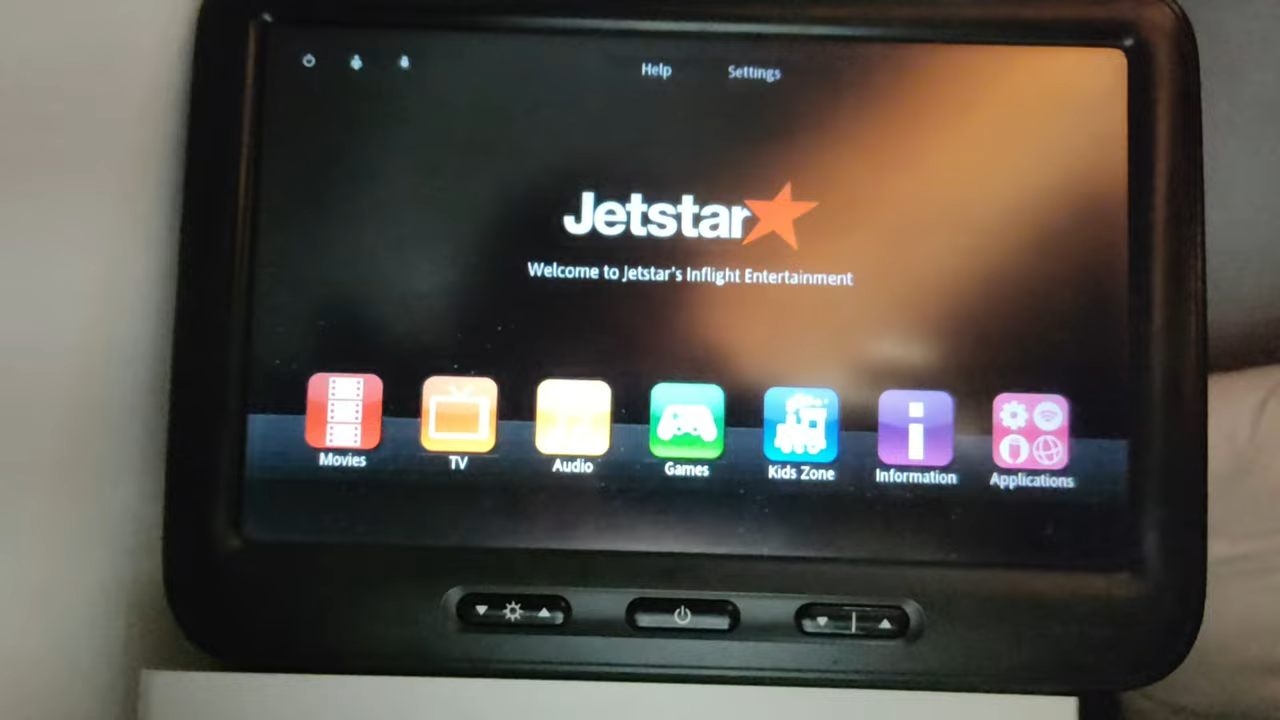 Help Settings
Jetstar
Welcome to Jetstar's Inflight Entertainment
Movies TV Audio Games Kids Zone Information Applications